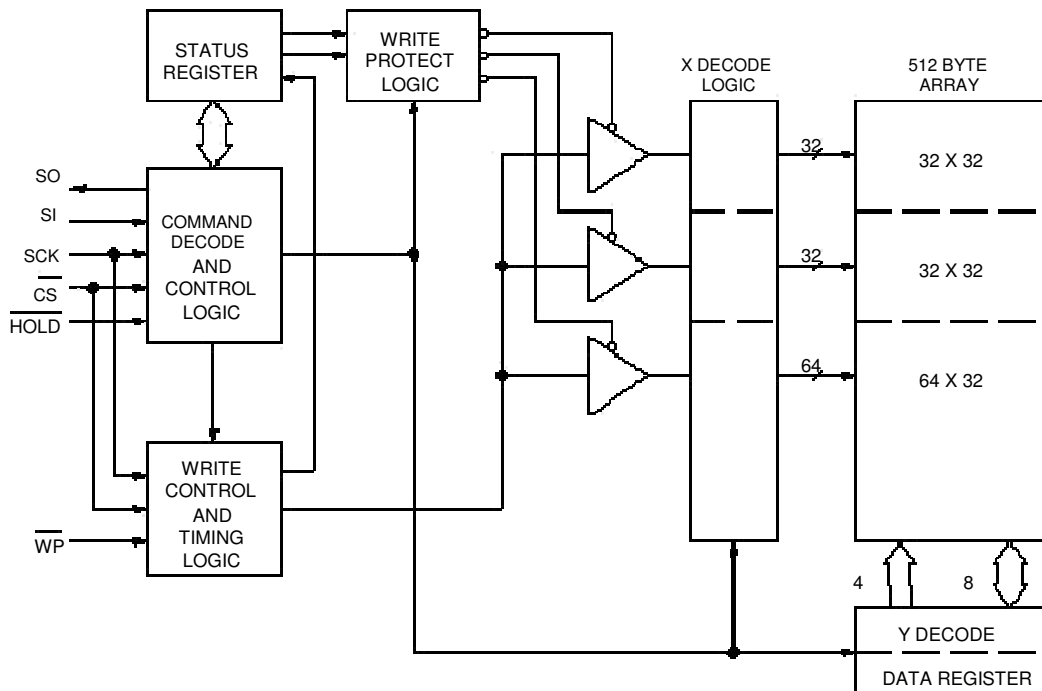 STATUS
REGISTER
WRITE
PROTECT
LOGIC
X DECODE
LOGIC
512 BYTE
ARRAY
SO
SI
SCK
CS
HOLD
COMMAND
DECODE
AND
CONTROL
LOGIC
32
32 X 32
32
32 X 32
64
64 X 32
WRITE
CONTROL
AND
TIMING
LOGIC
WP
4
8
Y DECODE
DATA REGISTER